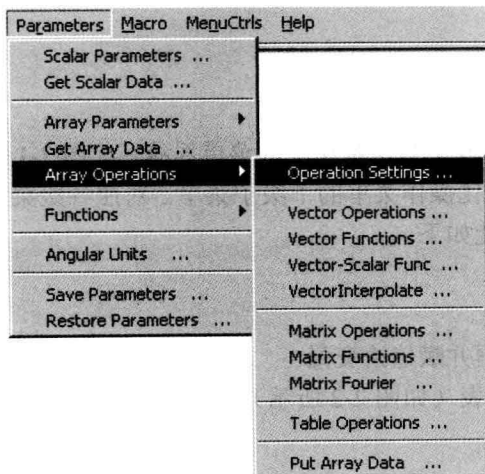 Parameters Macro MenuCtrls Help
Scalar Parameters ...
Get Scalar Data ...
Array Parameters
Get Array Data ...
Array Operations
Functions
Angular Units ...
Save Parameters ...
Restore Parameters ...
Operation Settings ...
Vector Operations ...
Vector Functions ...
Vector-Scalar Func ...
VectorInterpolate ...
Matrix Operations ...
Matrix Functions ...
Matrix Fourier ...
Table Operations ...
Put Array Data ...